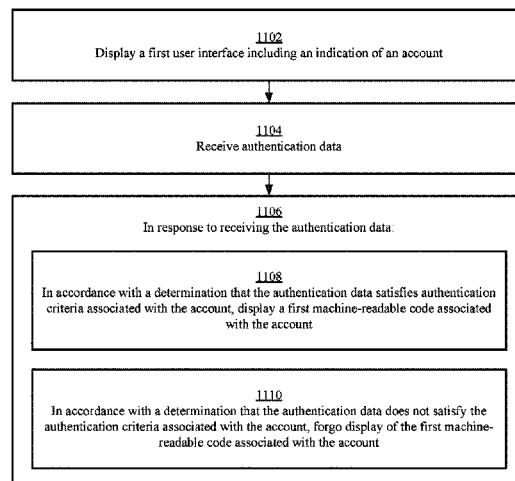 1102
Display a first user interface including an indication of an account
1104
Receive authentication data
1106
In response to receiving the authentication data:
1108
In accordance with a determination that the authentication data satisfies authentication
criteria associated with the account, display a first machine-readable code associated
with the account
1110
In accordance with a determination that the authentication data does not satisfy the
authentication criteria associated with the account, forgo display of the first machine-
readable code associated with the account